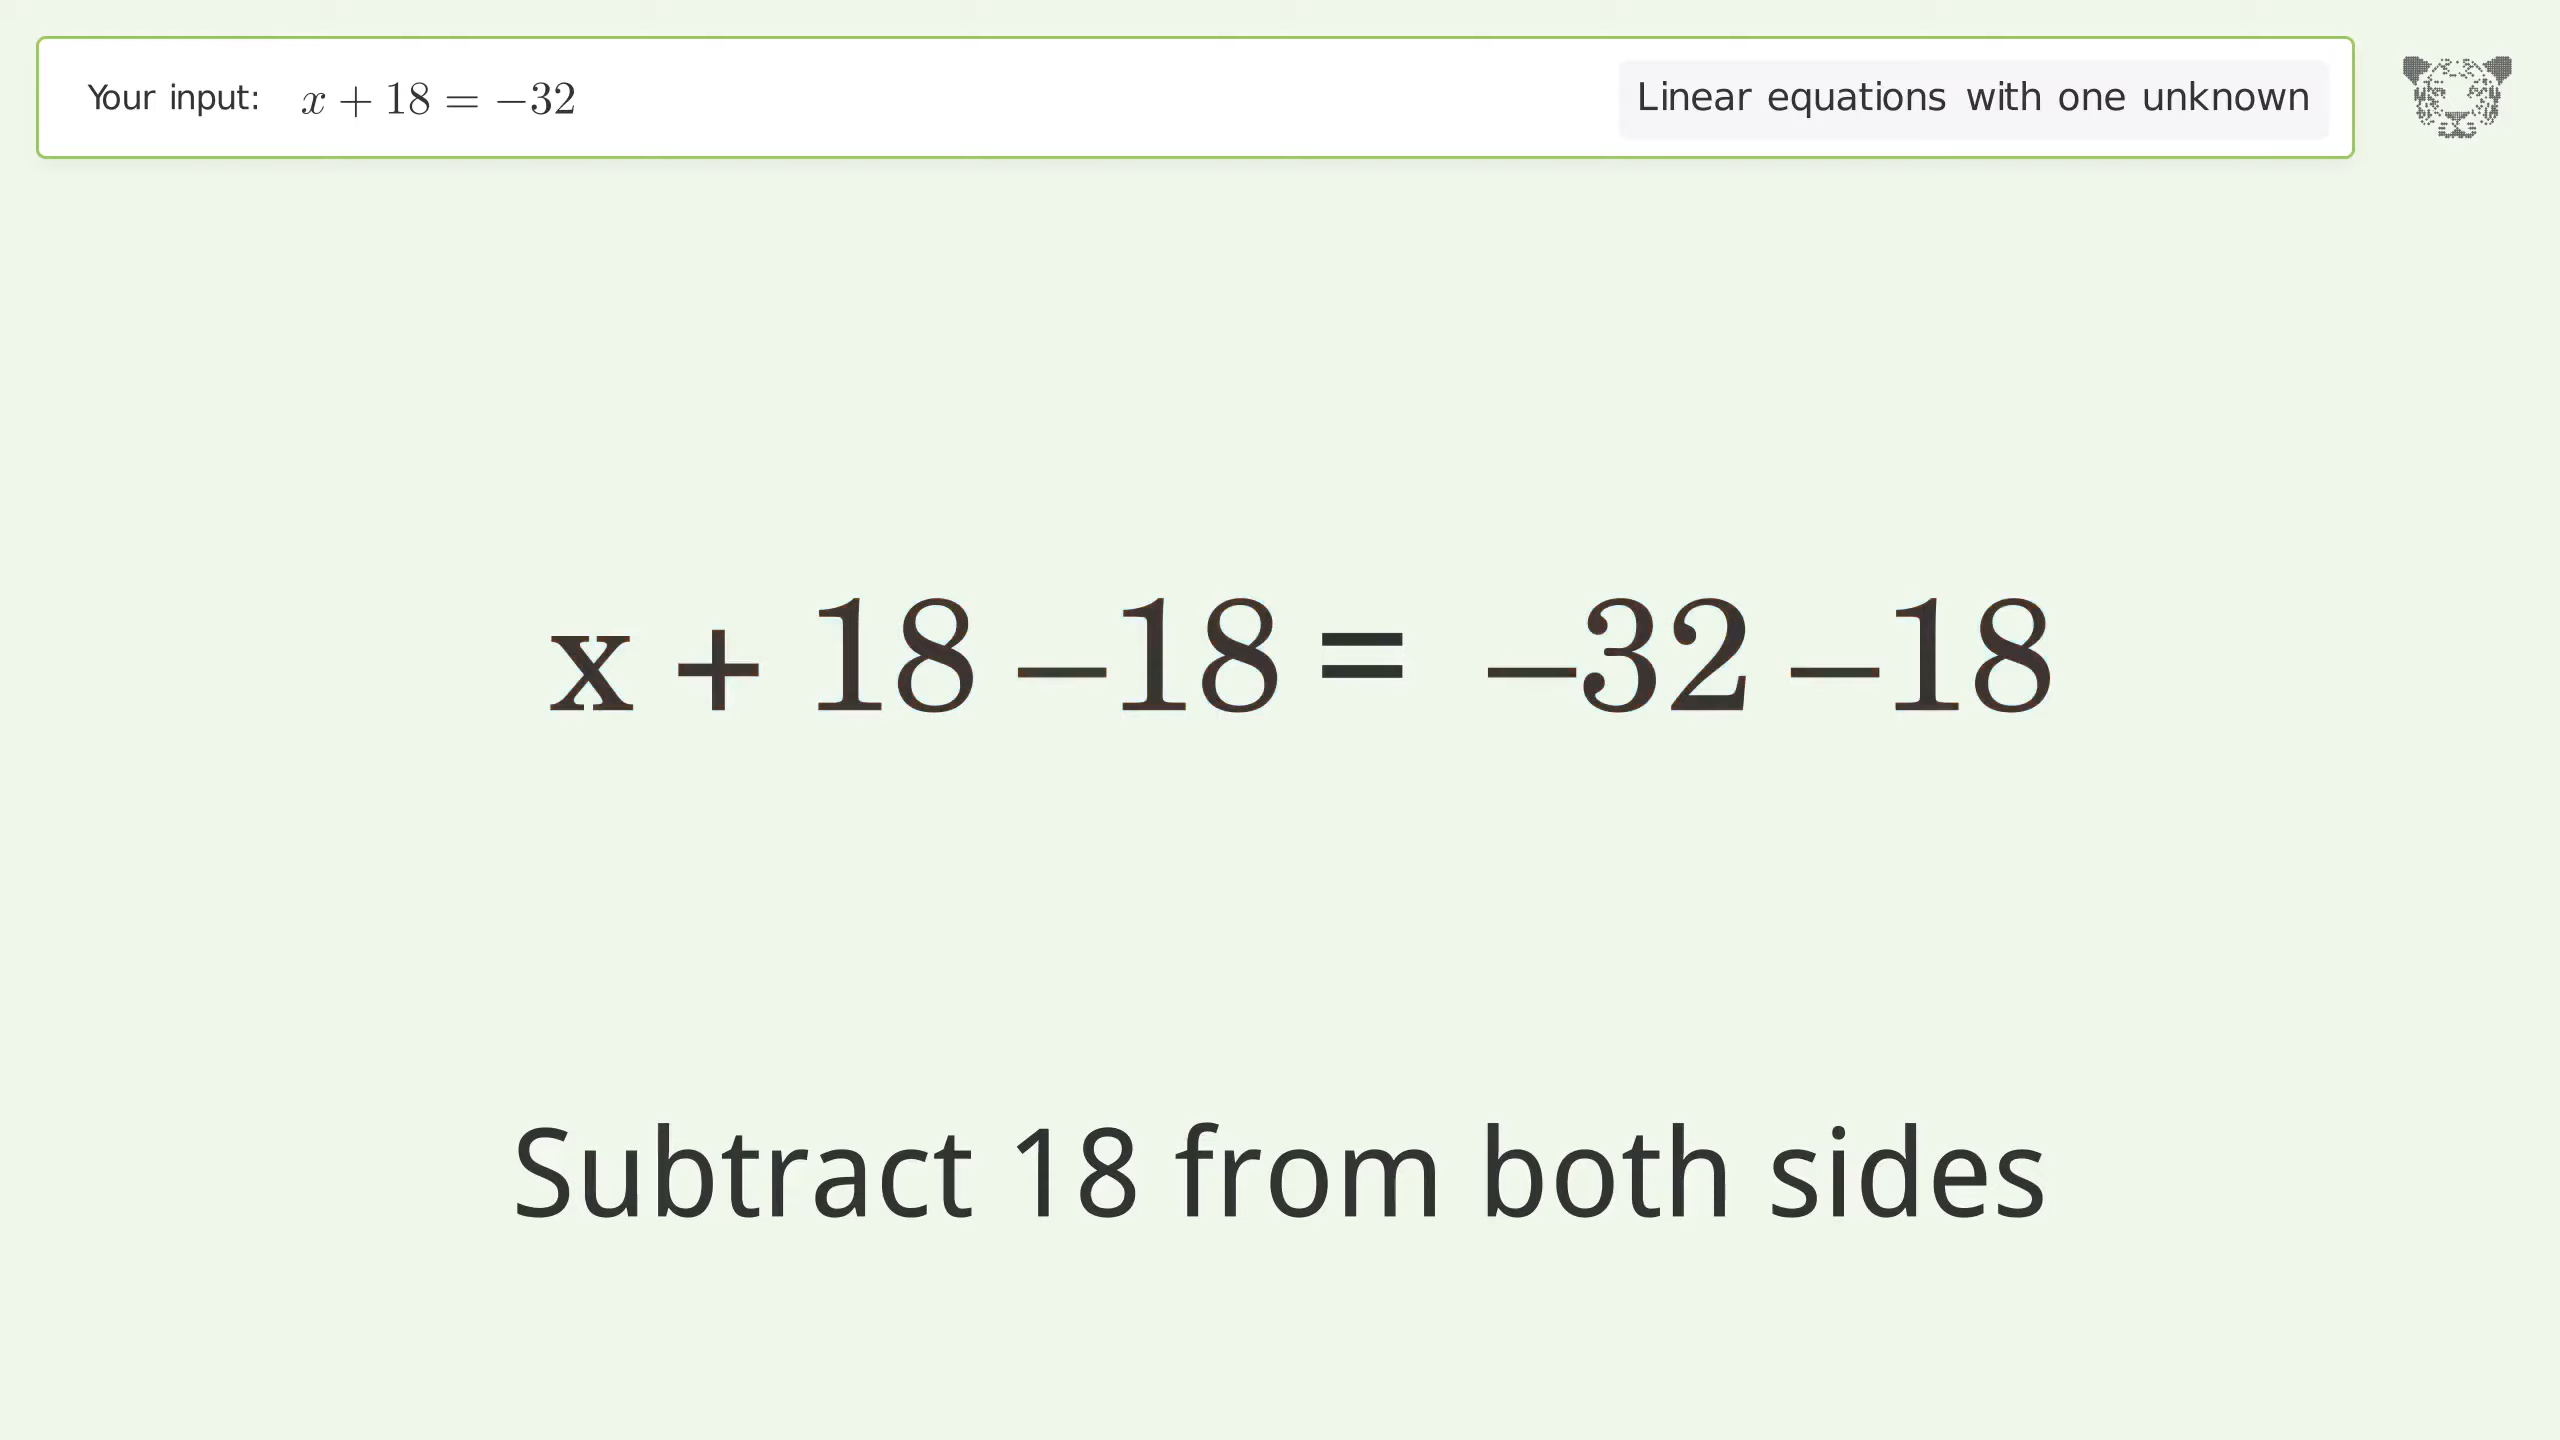 Your input: x + 18 = −32
Linear equations with one unknown
x + 18 −18 = −32 −18
Subtract 18 from both sides